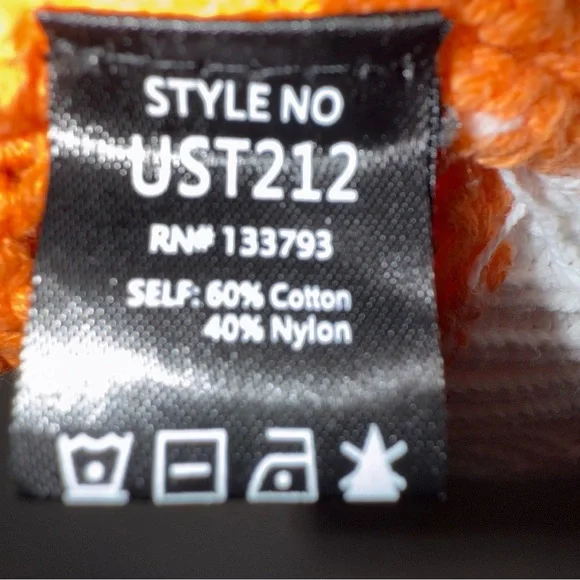 STYLE NO
UST212
RN# 133793
SELF: 60% Cotton
40% Nylon